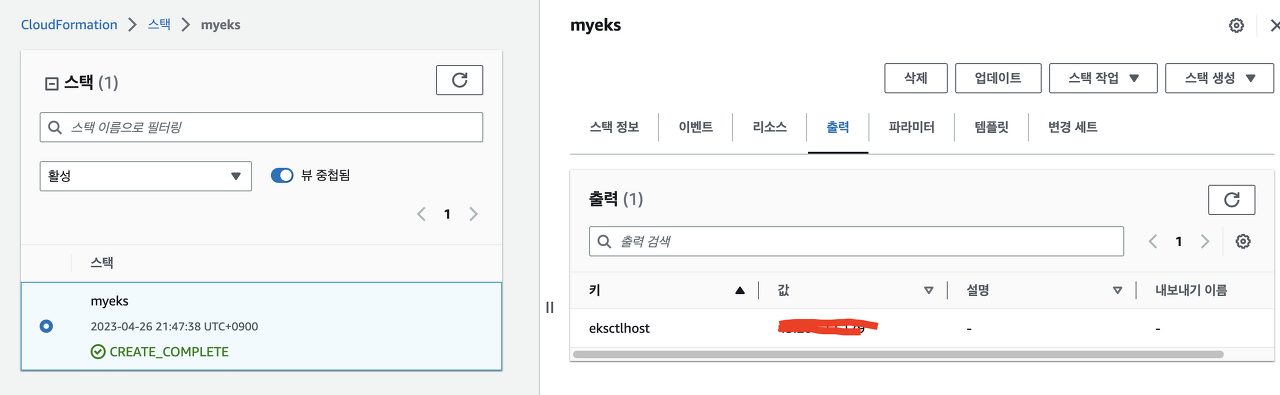 CloudFormation > 스택 > myeks
스택 (1)
스택 이름으로 필터링
활성
뷰 중첩됨
1
스택
myeks
2023-04-26 21:47:38 UTC+0900
CREATE_COMPLETE
myeks
삭제 업데이트 스택 작업 스택 생성
스택 정보 이벤트 리소스 출력 파라미터 템플릿 변경 세트
출력 (1)
출력 검색
1
키 값 설명 내보내기 이름
eksctlhost - -